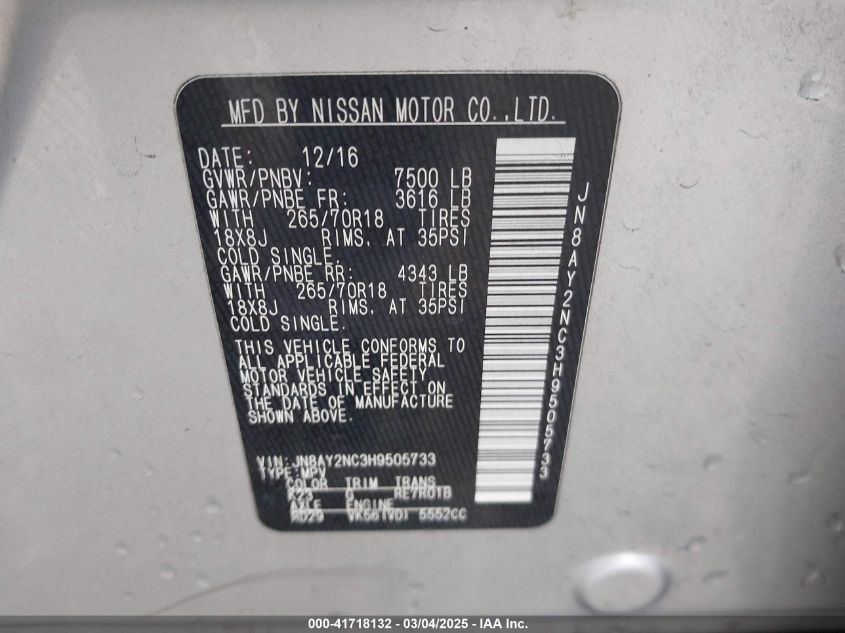 MFD BY NISSAN MOTOR CO.,LTD.
DATE: 12/16
GVWR/PNBV: 7500 LB
GAWR/PNBE FR: 3616 LB
WITH 265/70R18 TIRES
18X8J RIMS. AT 35PSI
COLD SINGLE.
GAWR/PNBE RR: 4343 LB
WITH 265/70R18 TIRES
18X8J RIMS. AT 35PSI
COLD SINGLE.
THIS VEHICLE CONFORMS TO
ALL APPLICABLE FEDERAL
MOTOR VEHICLE SAFETY
STANDARDS IN EFFECT ON
THE DATE OF MANUFACTURE
SHOWN ABOVE.
VIN:JN8AY2NC3H9505733
TYPE:MPV
COLOR TRIM TRANS
K23 G RE7R01B
AXLE ENGINE
RD29 VK56(VD) 5552CC
JN8AY2NC3H9505733
000-41718132 - 03/04/2025 - IAA Inc.